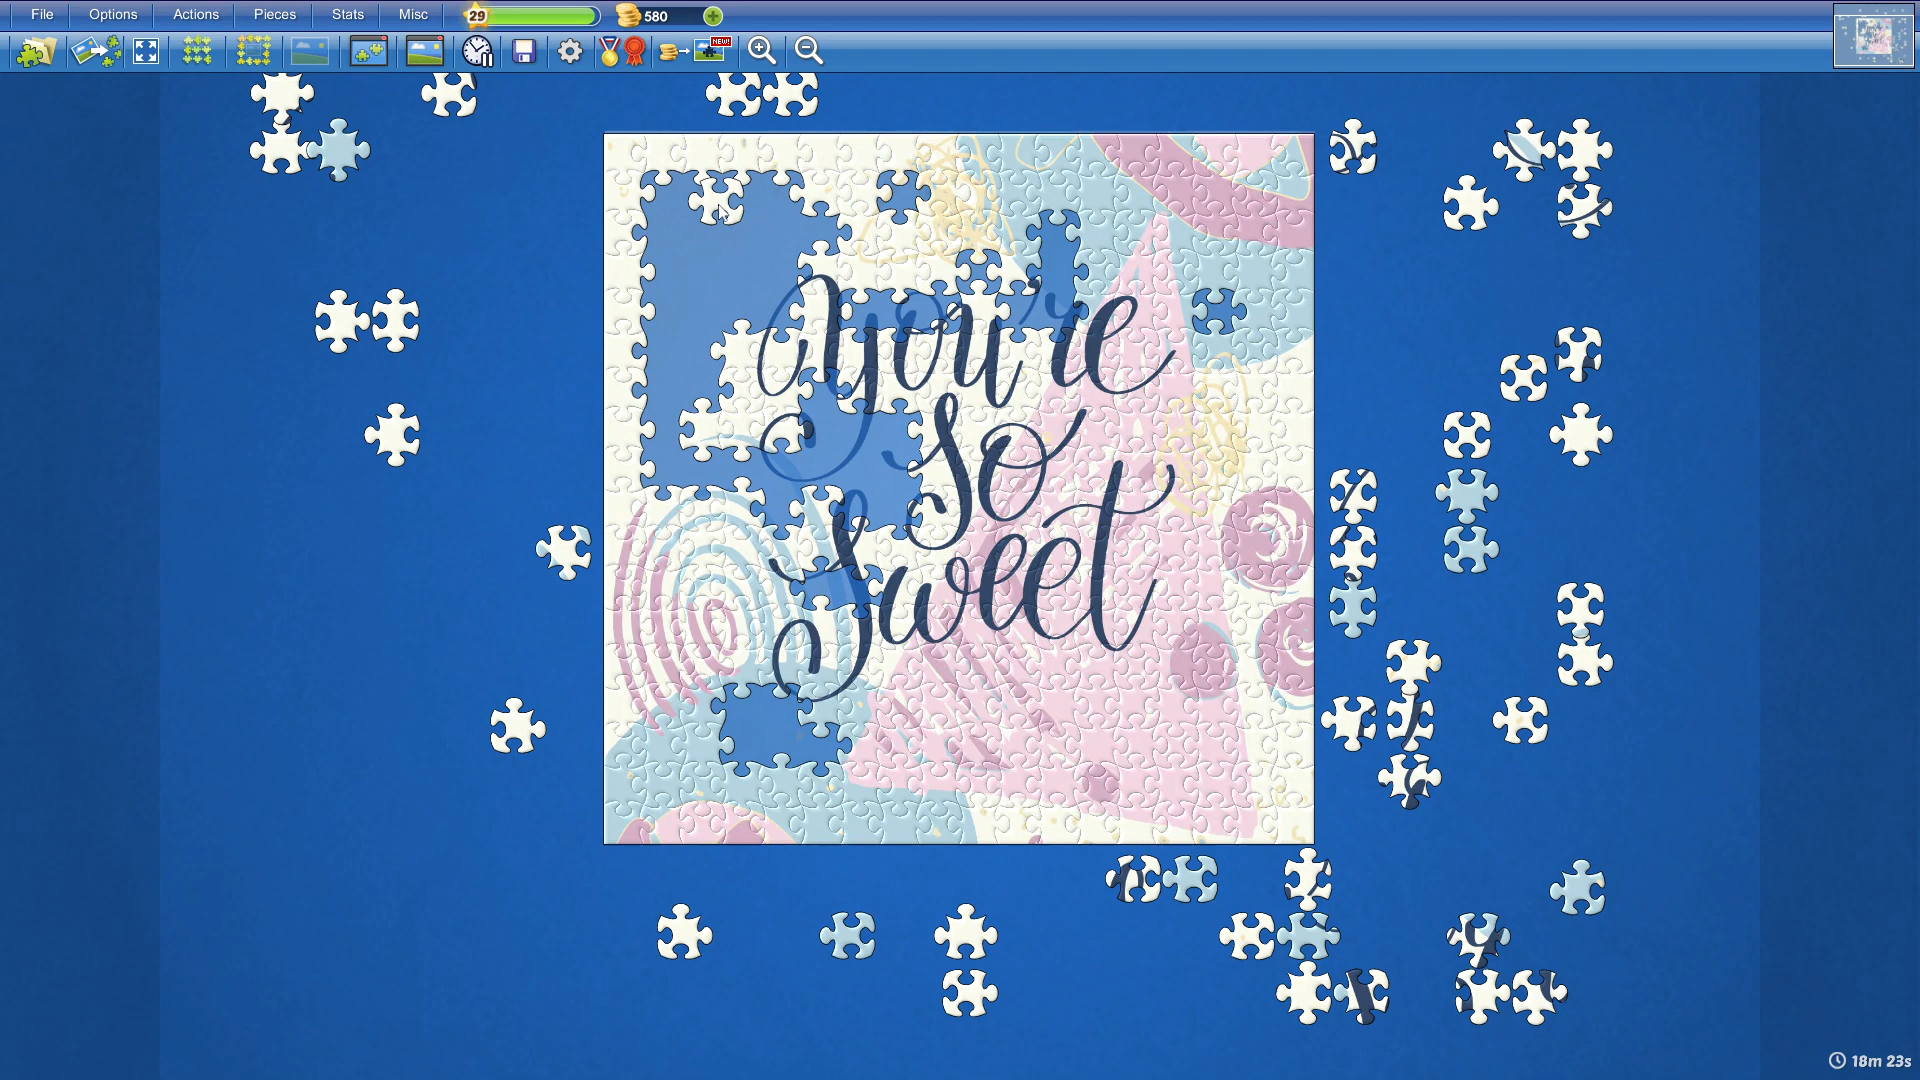 File Options Actions Pieces Stats Misc 29 580
NEW!
You're
so
Sweet
18m 23s